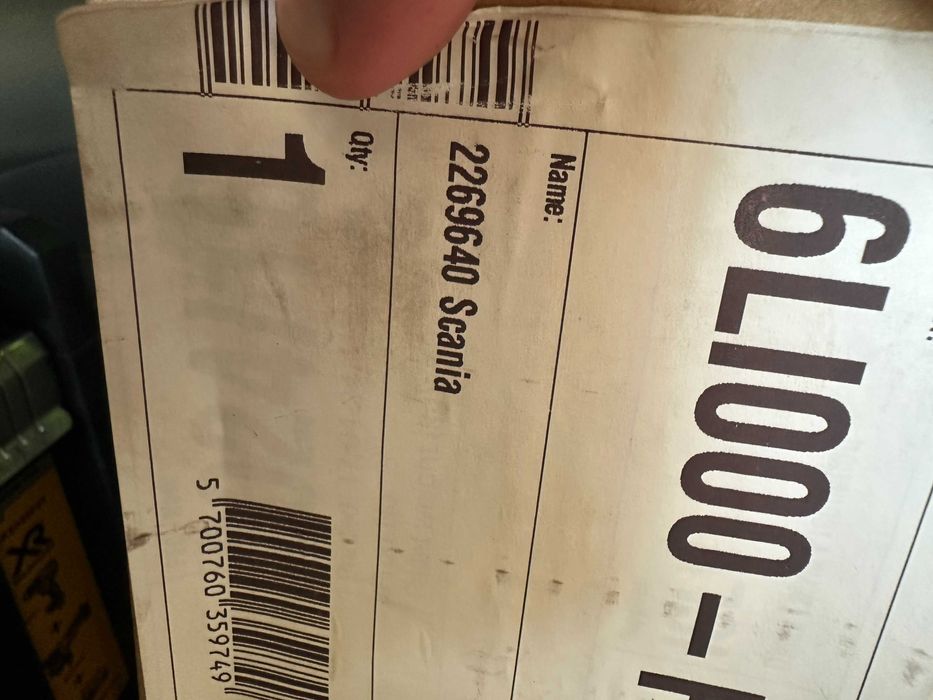 6LI000-
Name:
2269640 Scania
Qty:
1
5 700760 359749